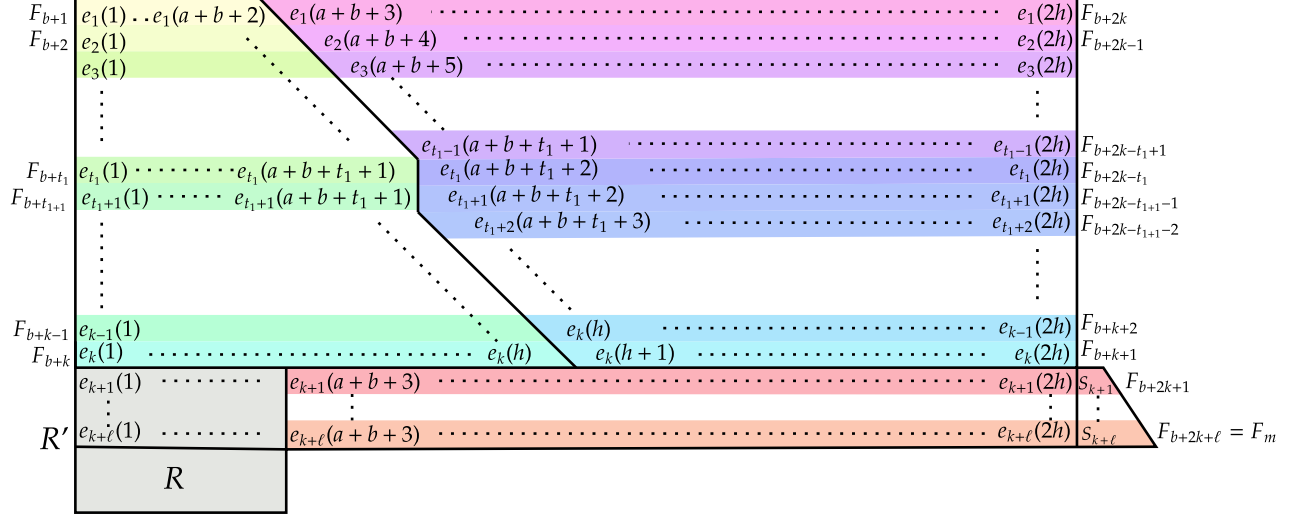 F_{b+1} e_1(1) .. e_1(a+b+2) e_1(a+b+3) ........ e_1(2h) F_{b+2k}
F_{b+2} e_2(1) e_2(a+b+4) ........ e_2(2h) F_{b+2k-1}
e_3(1) e_3(a+b+5) ........ e_3(2h)
e_{t_1-1}(a+b+t_1+1) ........ e_{t_1-1}(2h) F_{b+2k-t_1+1}
F_{b+t_1} e_{t_1}(1) ........ e_{t_1}(a+b+t_1+1) e_{t_1}(a+b+t_1+2) ........ e_{t_1}(2h) F_{b+2k-t_1}
F_{b+t_{1+1}} e_{t_1+1}(1) ...... e_{t_1+1}(a+b+t_1+1) e_{t_1+1}(a+b+t_1+2) ........ e_{t_1+1}(2h) F_{b+2k-t_{1+1}-1}
e_{t_1+2}(a+b+t_1+3) ........ e_{t_1+2}(2h) F_{b+2k-t_{1+1}-2}
F_{b+k-1} e_{k-1}(1) e_k(h) ........ e_{k-1}(2h) F_{b+k+2}
F_{b+k} e_k(1) ........ e_k(h) e_k(h+1) ........ e_k(2h) F_{b+k+1}
e_{k+1}(1) ........ e_{k+1}(a+b+3) ........ e_{k+1}(2h) s_{k+1} F_{b+2k+1}
R′ e_{k+ℓ}(1) ........ e_{k+ℓ}(a+b+3) ........ e_{k+ℓ}(2h) s_{k+ℓ} F_{b+2k+ℓ} = F_m
R